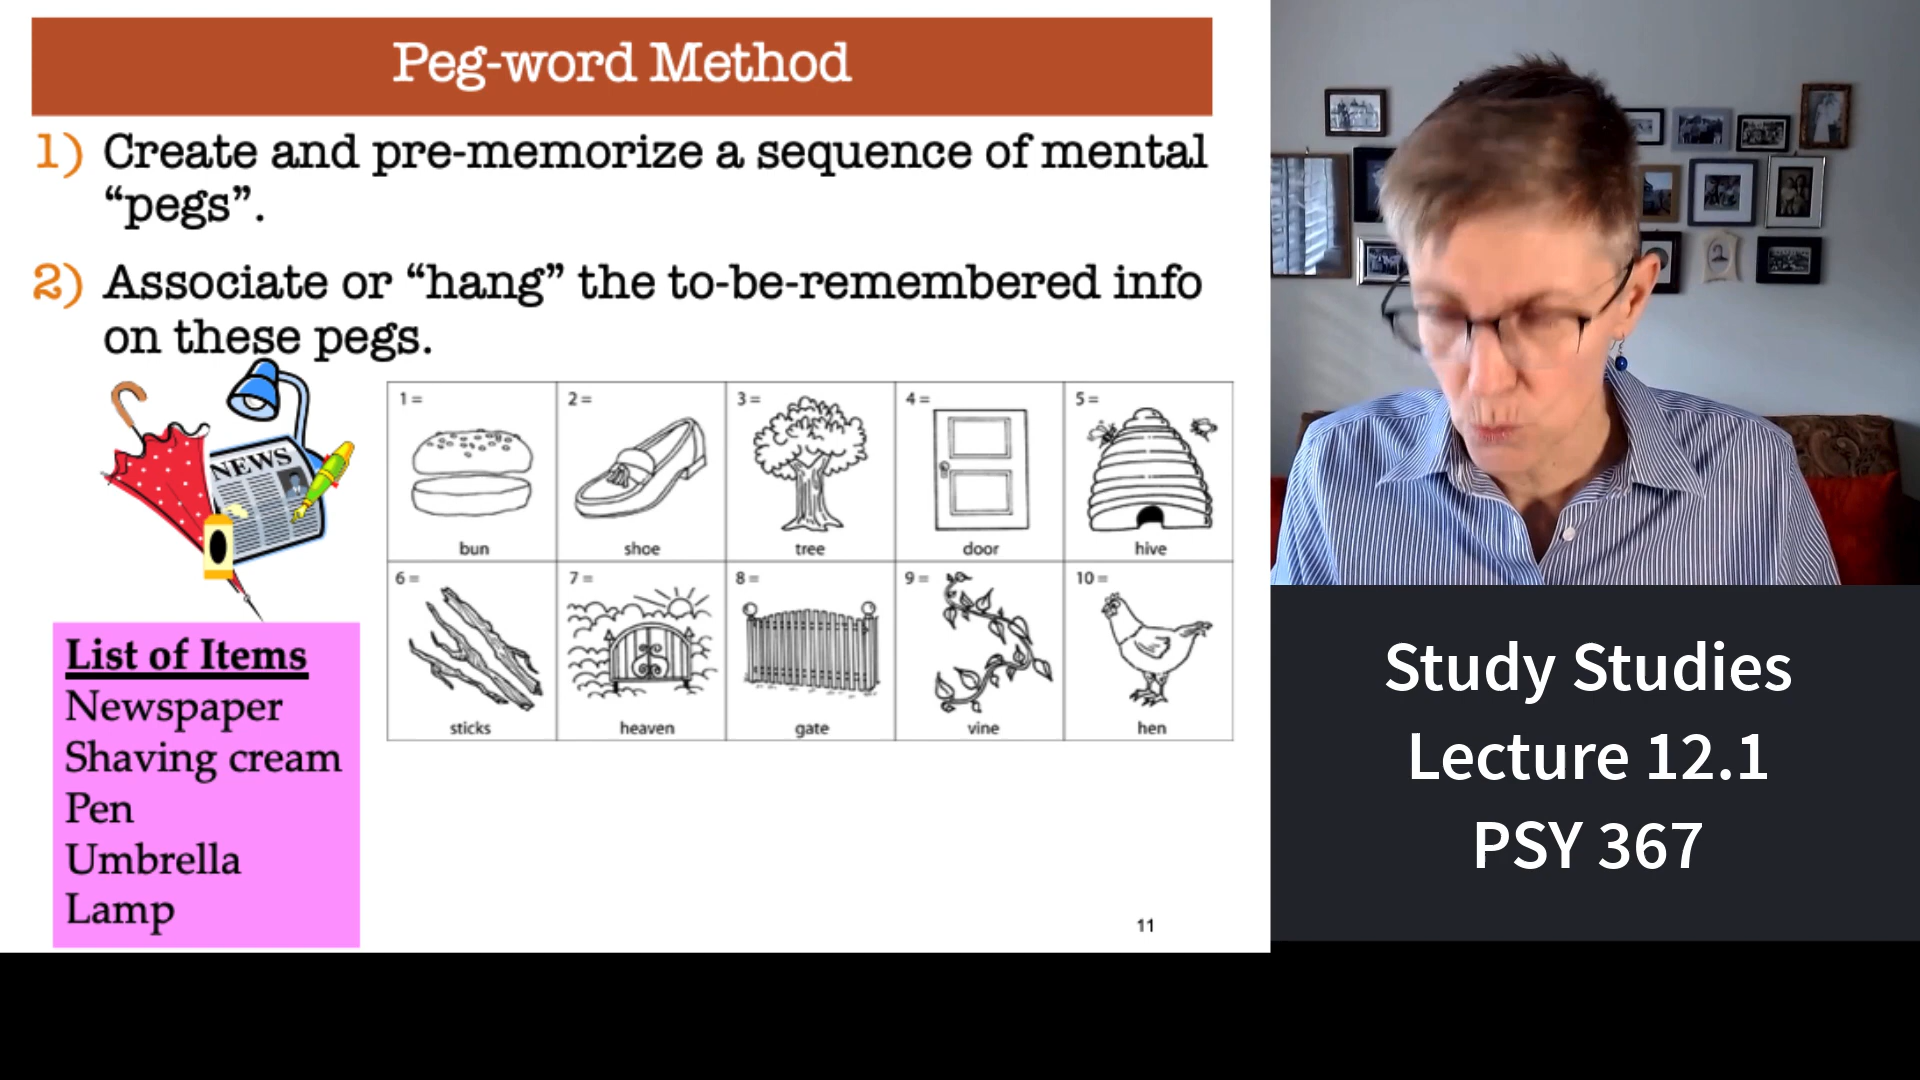 Peg-word Method
1) Create and pre-memorize a sequence of mental
“pegs”.
2) Associate or “hang” the to-be-remembered info
on these pegs.
NEWS
1 =
bun
2 =
shoe
3 =
tree
4 =
door
5 =
hive
6 =
sticks
7 =
heaven
8 =
gate
9 =
vine
10 =
hen
List of Items
Newspaper
Shaving cream
Pen
Umbrella
Lamp
11
Study Studies
Lecture 12.1
PSY 367